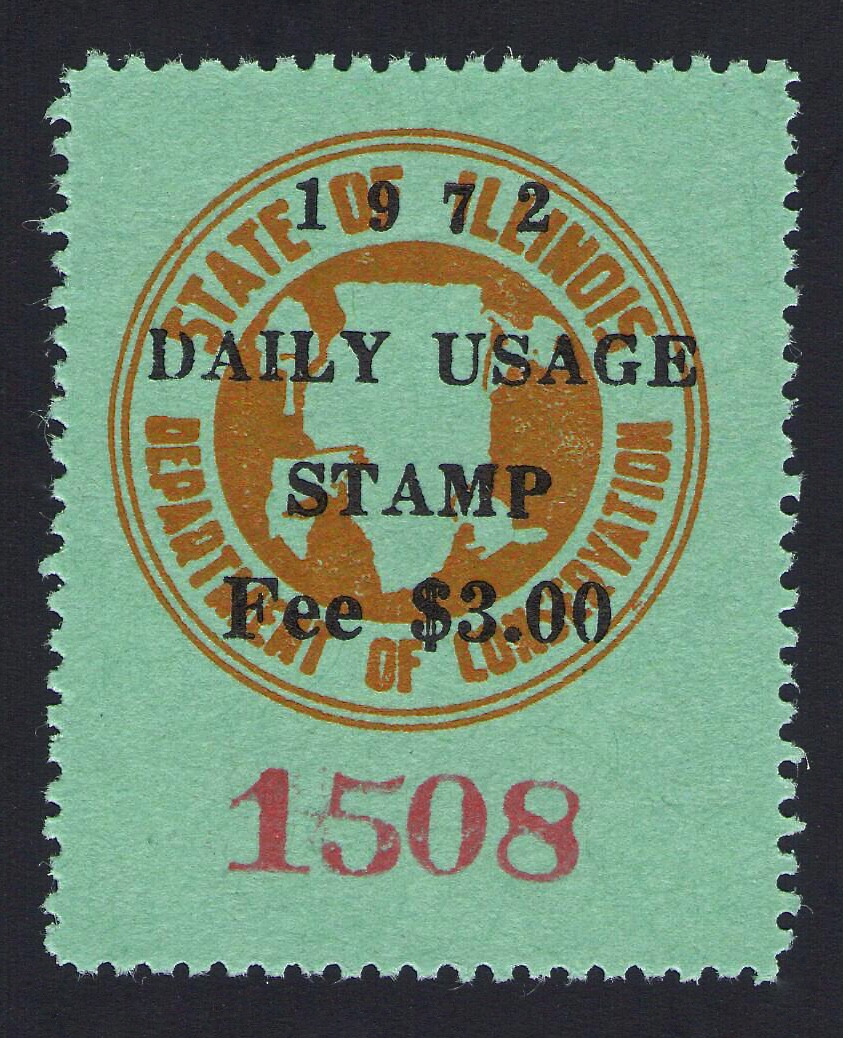 STATE OF ILLINOIS
1972
DAILY USAGE
STAMP
Fee $3.00
DEPARTMENT OF CONSERVATION
1508